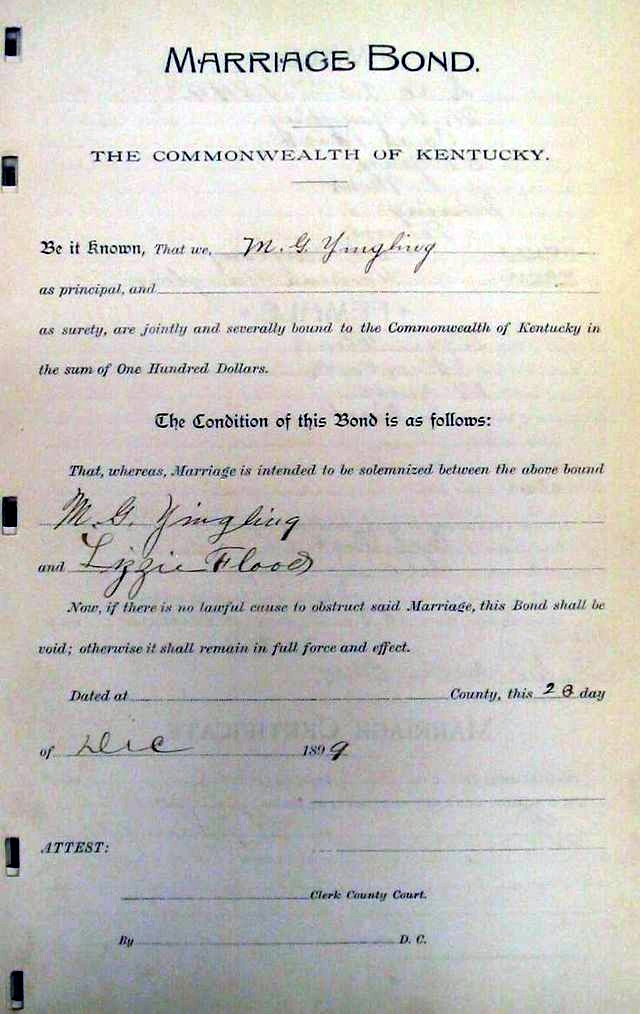 MARRIAGE BOND.
THE COMMONWEALTH OF KENTUCKY.
Be it Known, That we, M. G. Yingling
as principal, and
as surety, are jointly and severally bound to the Commonwealth of Kentucky in
the sum of One Hundred Dollars.
The Condition of this Bond is as follows:
That, whereas, Marriage is intended to be solemnized between the above bound
M. G. Yingling
and Lizzie Flood
Now, if there is no lawful cause to obstruct said Marriage, this Bond shall be
void; otherwise it shall remain in full force and effect.
Dated at County, this day
of Dec 1899
ATTEST:
Clerk County Court.
By D. C.
MARRIAGE CERTIFICATE